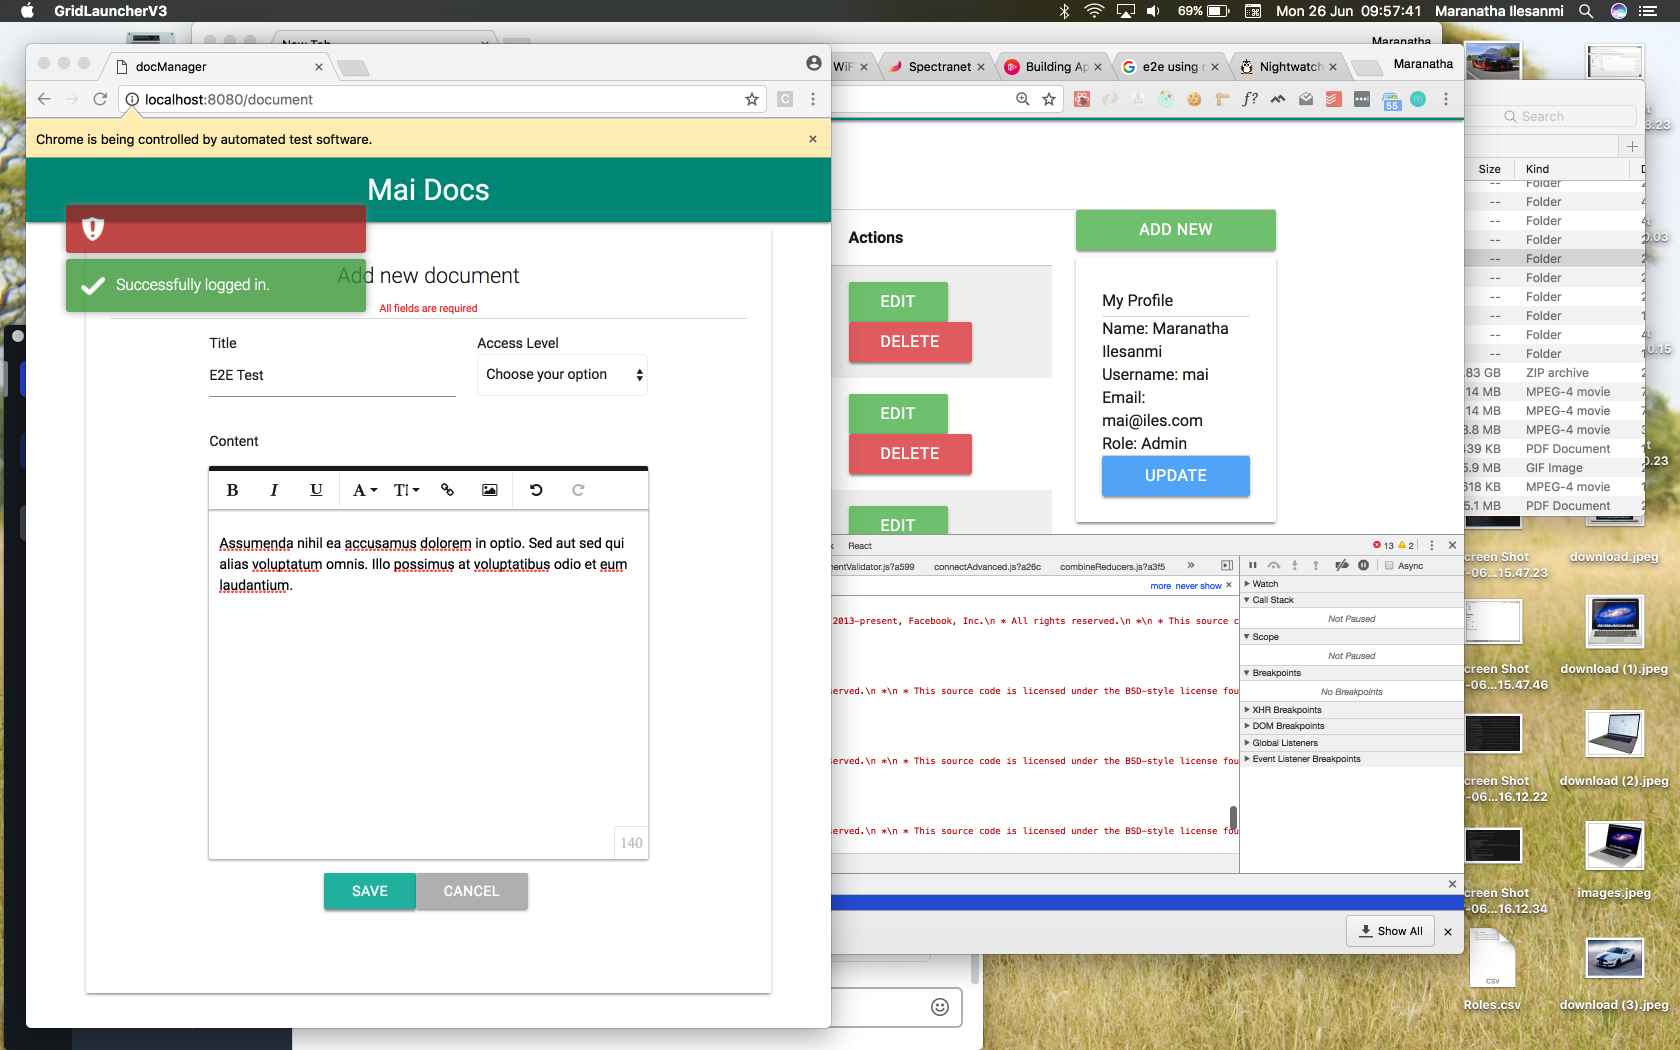 GridLauncherV3
69%
Mon 26 Jun 09:57:41
Maranatha Ilesanmi
New Tab
Maranatha
docManager
localhost:8080/document
Chrome is being controlled by automated test software.
Mai Docs
Successfully logged in.
Add new document
All fields are required
Title
Access Level
E2E Test
Choose your option
Content
B I U A T
Assumenda nihil ea accusamus dolorem in optio. Sed aut sed qui
alias voluptatum omnis. Illo possimus at voluptatibus odio et eum
laudantium.
140
SAVE
CANCEL
WiF
Spectranet
Building Ap
e2e using
Nightwatch
Maranatha
f?
55
Actions
EDIT
DELETE
EDIT
DELETE
EDIT
ADD NEW
My Profile
Name: Maranatha
Ilesanmi
Username: mai
Email:
mai@iles.com
Role: Admin
UPDATE
React
13
2
mentValidator.js?a599
connectAdvanced.js?a26c
combineReducers.js?a3f5
Async
more never show
2013-present, Facebook, Inc.\n * All rights reserved.\n *\n * This source c
erved.\n *\n * This source code is licensed under the BSD-style license fou
erved.\n *\n * This source code is licensed under the BSD-style license fou
erved.\n *\n * This source code is licensed under the BSD-style license fou
Watch
Call Stack
Not Paused
Scope
Not Paused
Breakpoints
No Breakpoints
XHR Breakpoints
DOM Breakpoints
Global Listeners
Event Listener Breakpoints
Show All
Search
Size Kind
-- Folder
-- Folder
-- Folder
-- Folder
-- Folder
-- Folder
-- Folder
-- Folder
-- Folder
-- Folder
.83 GB ZIP archive
14 MB MPEG-4 movie
14 MB MPEG-4 movie
3.8 MB MPEG-4 movie
39 KB PDF Document
5.9 MB GIF Image
618 KB MPEG-4 movie
5.1 MB PDF Document
8.23
0.03
0.15
0.23
creen Shot
-06...15.47.23
download.jpeg
creen Shot
-06...15.47.46
download (1).jpeg
creen Shot
-06...16.12.22
download (2).jpeg
creen Shot
-06...16.12.34
images.jpeg
CSV
Roles.csv
download (3).jpeg